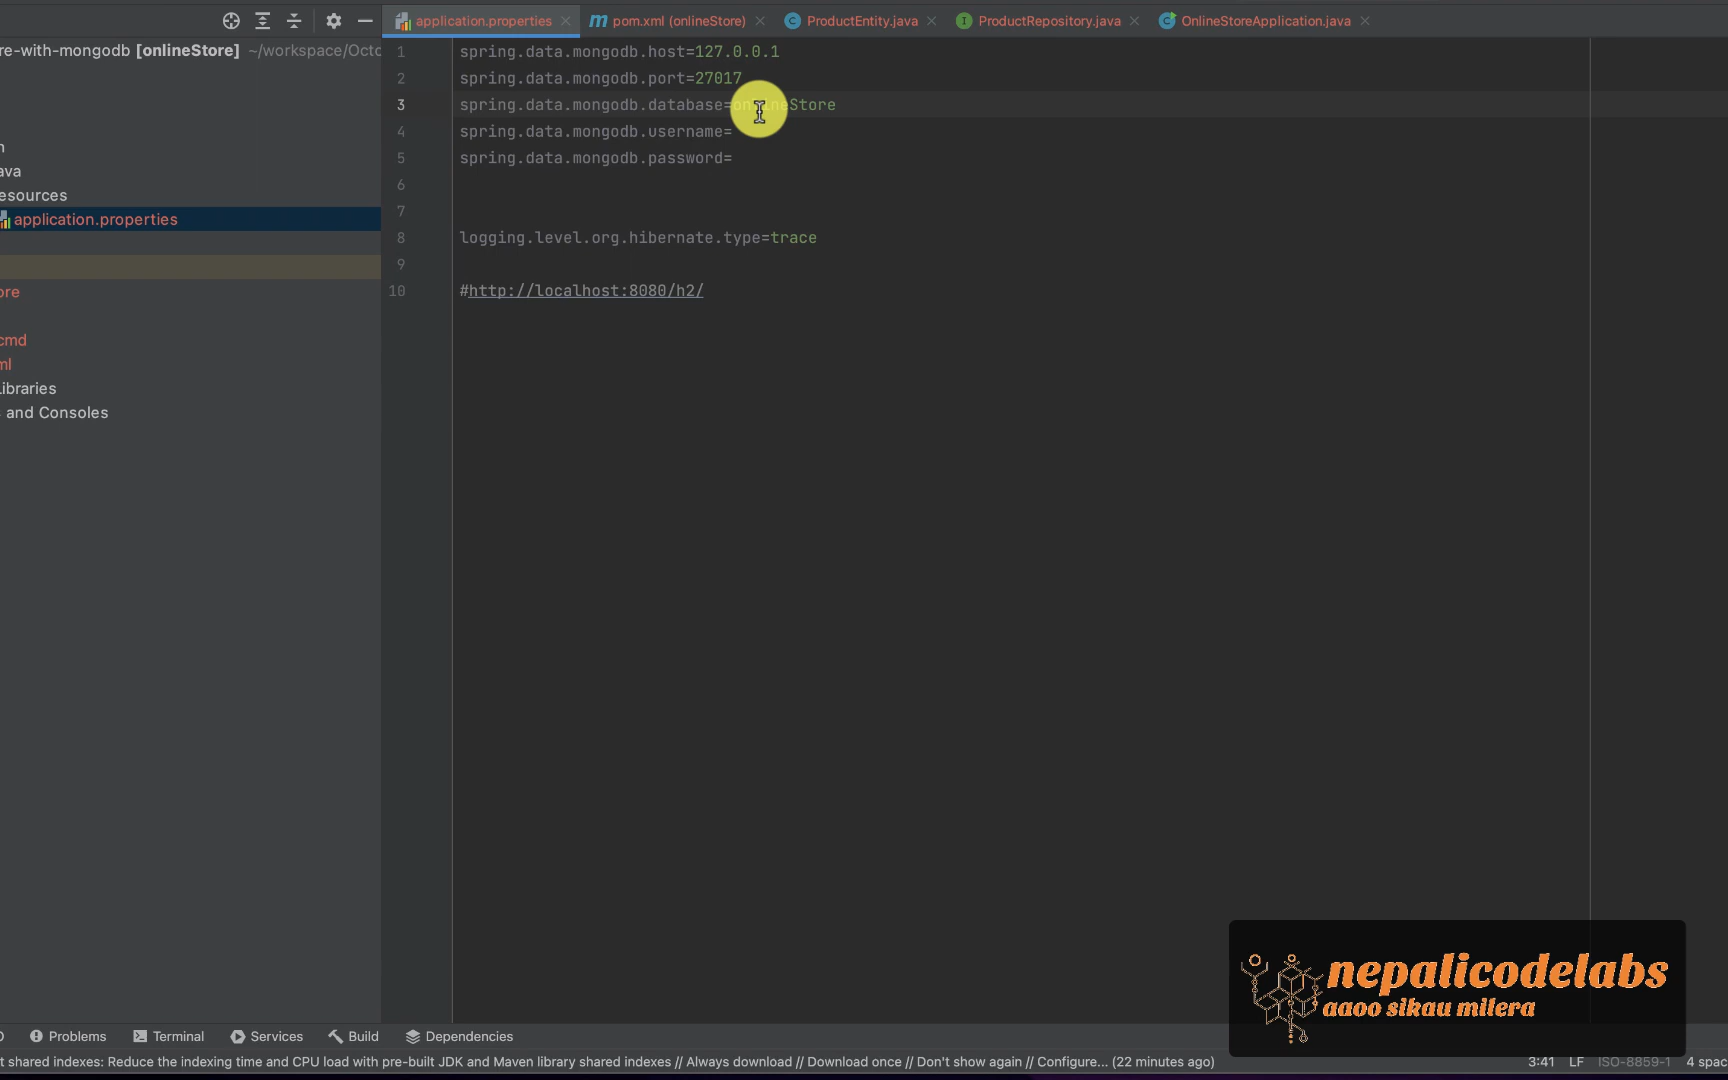 application.properties
pom.xml (onlineStore)
ProductEntity.java
ProductRepository.java
OnlineStoreApplication.java
re-with-mongodb [onlineStore] ~/workspace/Octo
n
ava
esources
application.properties
ore
cmd
ml
Libraries
and Consoles
1 spring.data.mongodb.host=127.0.0.1
2 spring.data.mongodb.port=27017
3 spring.data.mongodb.database=onlineStore
4 spring.data.mongodb.username=
5 spring.data.mongodb.password=
6
7
8 logging.level.org.hibernate.type=trace
9
10 #http://localhost:8080/h2/
nepalicodelabs
aaoo sikau milera
Problems Terminal Services Build Dependencies
t shared indexes: Reduce the indexing time and CPU load with pre-built JDK and Maven library shared indexes // Always download // Download once // Don't show again // Configure... (22 minutes ago) 3:41 LF ISO-8859-1 4 spac